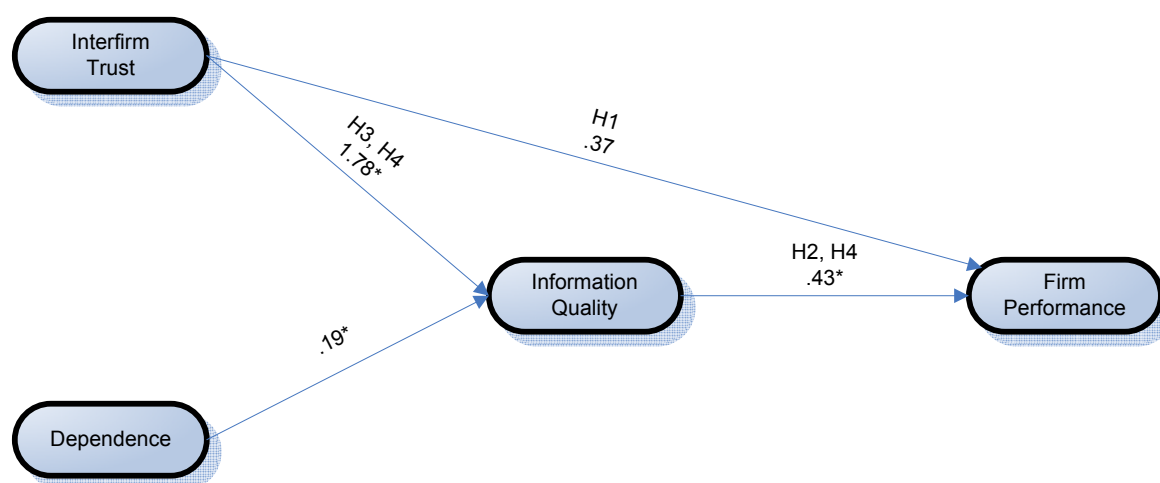 Interfirm
Trust
H1
.37
H3, H4
1.78*
H2, H4
.43*
Information
Quality
Firm
Performance
.19*
Dependence